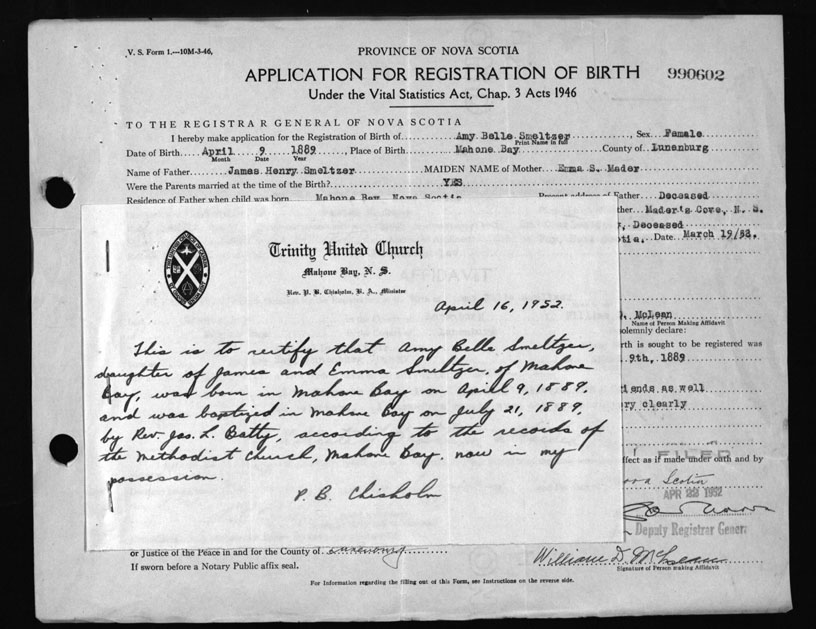 V. S. Form 1.—10M-3-46,
PROVINCE OF NOVA SCOTIA
APPLICATION FOR REGISTRATION OF BIRTH 990602
Under the Vital Statistics Act, Chap. 3 Acts 1946
TO THE REGISTRAR GENERAL OF NOVA SCOTIA
I hereby make application for the Registration of Birth of Amy Belle Smeltzer, Sex Famale
Print Name in full
Date of Birth April 9 1889, Place of Birth Mahone Bay County of Lunenburg
Month Date Year
Name of Father James Henry Smeltzer MAIDEN NAME of Mother Emma S. Mader
Were the Parents married at the time of the Birth? YES
Residence of Father when child was born Mahone Bay, Nova Scotia Present address of Father Deceased
ther Mader's Cove, N. S.
Deceased
tia. Date March 19/52.
Trinity United Church
Mahone Bay, N. S.
Rev. P. B. Chisholm, B. A., Minister
April 16, 1952.
McLean
Name of Person Making Affidavit
olemnly declare:
This is to certify that Amy Belle Smeltzer,
rth is sought to be registered was
daughter of James and Emma Smeltzer, of Mahone
9th, 1889
Bay, was born in Mahone Bay on April 9, 1889.
iends as well
and was baptized in Mahone Bay on July 21, 1889,
ry clearly
by Rev. Jas. L. Batty, according to the records of
the Methodist Church, Mahone Bay. now in my
possession.
P. B. Chisholm
FILED
ffect as if made under oath and by
ova Scotia
APR 22 1952
Deputy Registrar Genera
or Justice of the Peace in and for the County of Lunenburg
If sworn before a Notary Public affix seal.
William D. McLean
Signature of Person making Affidavit
For Information regarding the filling out of this Form, see Instructions on the reverse side.